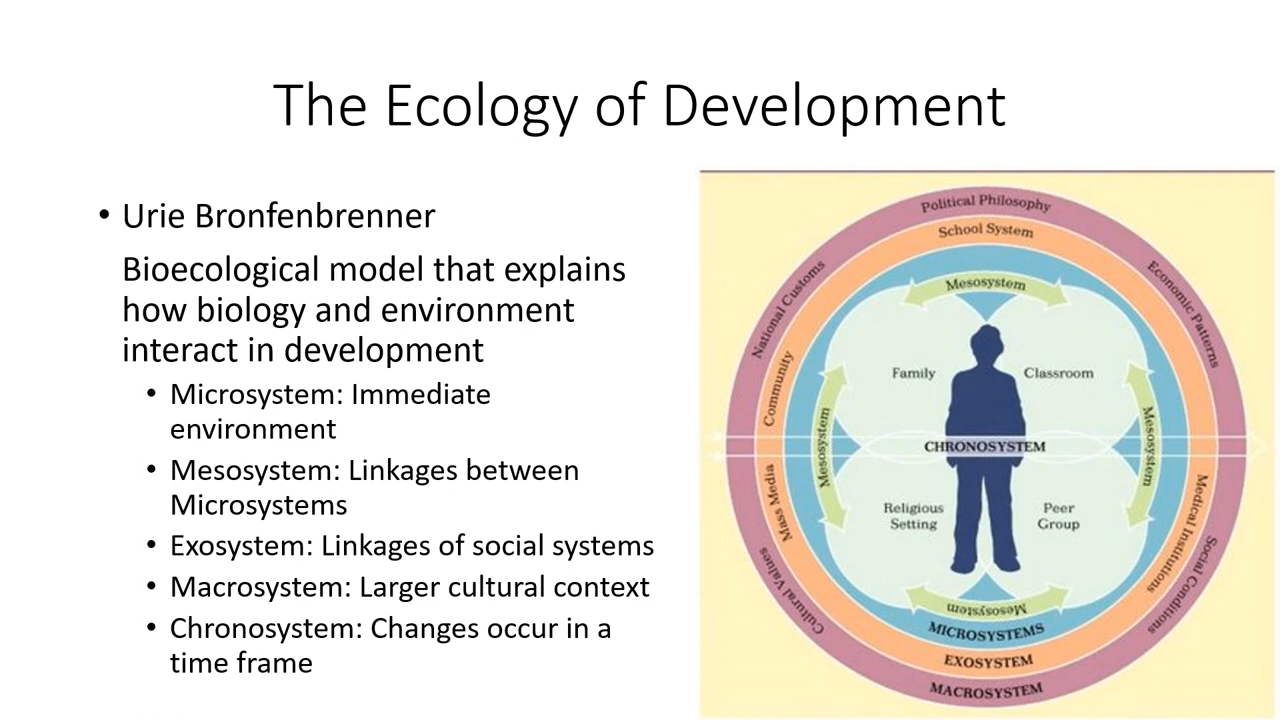 The Ecology of Development
• Urie Bronfenbrenner
Bioecological model that explains
how biology and environment
interact in development
• Microsystem: Immediate
environment
• Mesosystem: Linkages between
Microsystems
• Exosystem: Linkages of social systems
• Macrosystem: Larger cultural context
• Chronosystem: Changes occur in a
time frame
Political Philosophy
School System
Mesosystem
National Customs
Economic Patterns
Community
Family
Classroom
Mesosystem
CHRONOSYSTEM
Mesosystem
Mass Media
Religious
Setting
Peer
Group
Medical Institutions
Cultural Values
Social Conditions
Mesosystem
MICROSYSTEMS
EXOSYSTEM
MACROSYSTEM